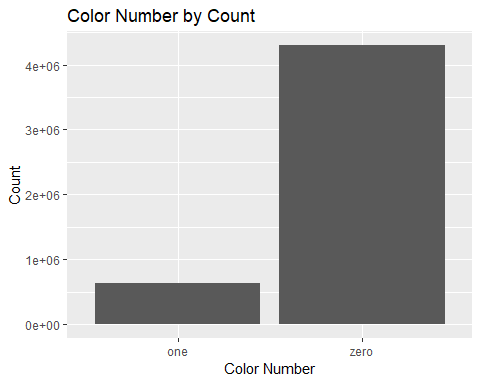 Color Number by Count
4e+06
3e+06
2e+06
1e+06
0e+00
Count
one
zero
Color Number